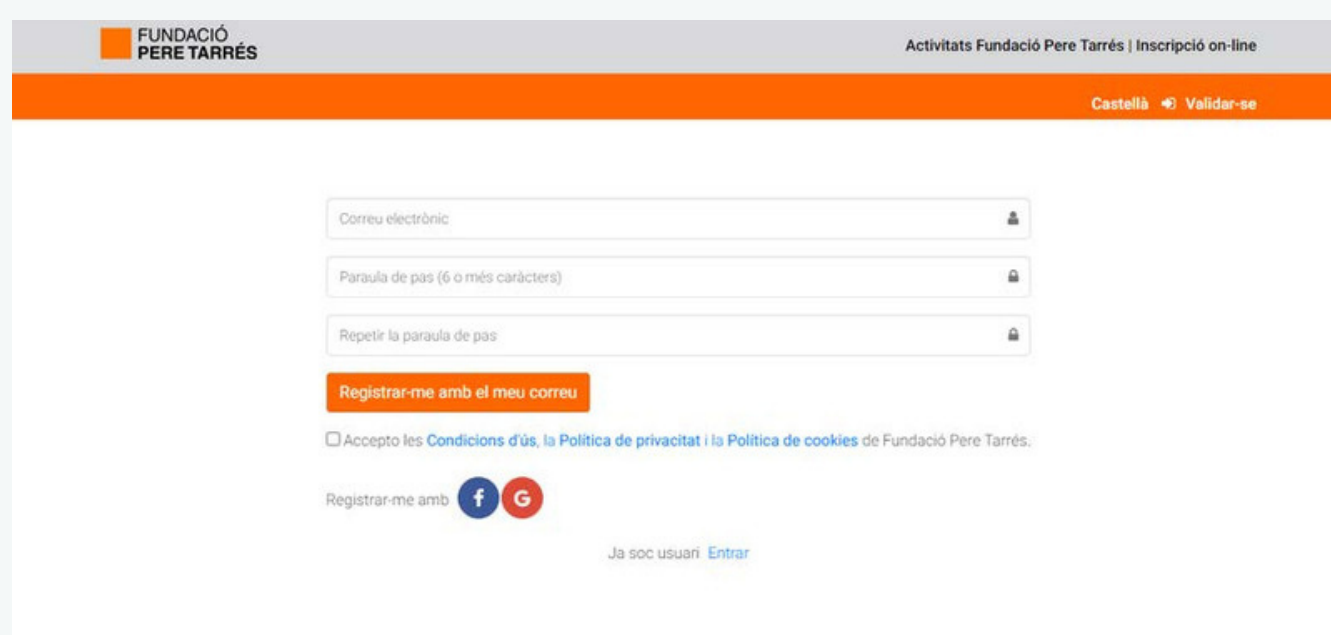 FUNDACIÓ
PERE TARRÉS
Activitats Fundació Pere Tarrés | Inscripció on-line
Castellà Validar-se
Correu electrònic
Paraula de pas (6 o més caràcters)
Repetir la paraula de pas
Registrar-me amb el meu correu
Accepto les Condicions d'ús, la Política de privacitat i la Política de cookies de Fundació Pere Tarrés.
Registrar-me amb f G
Ja soc usuari Entrar